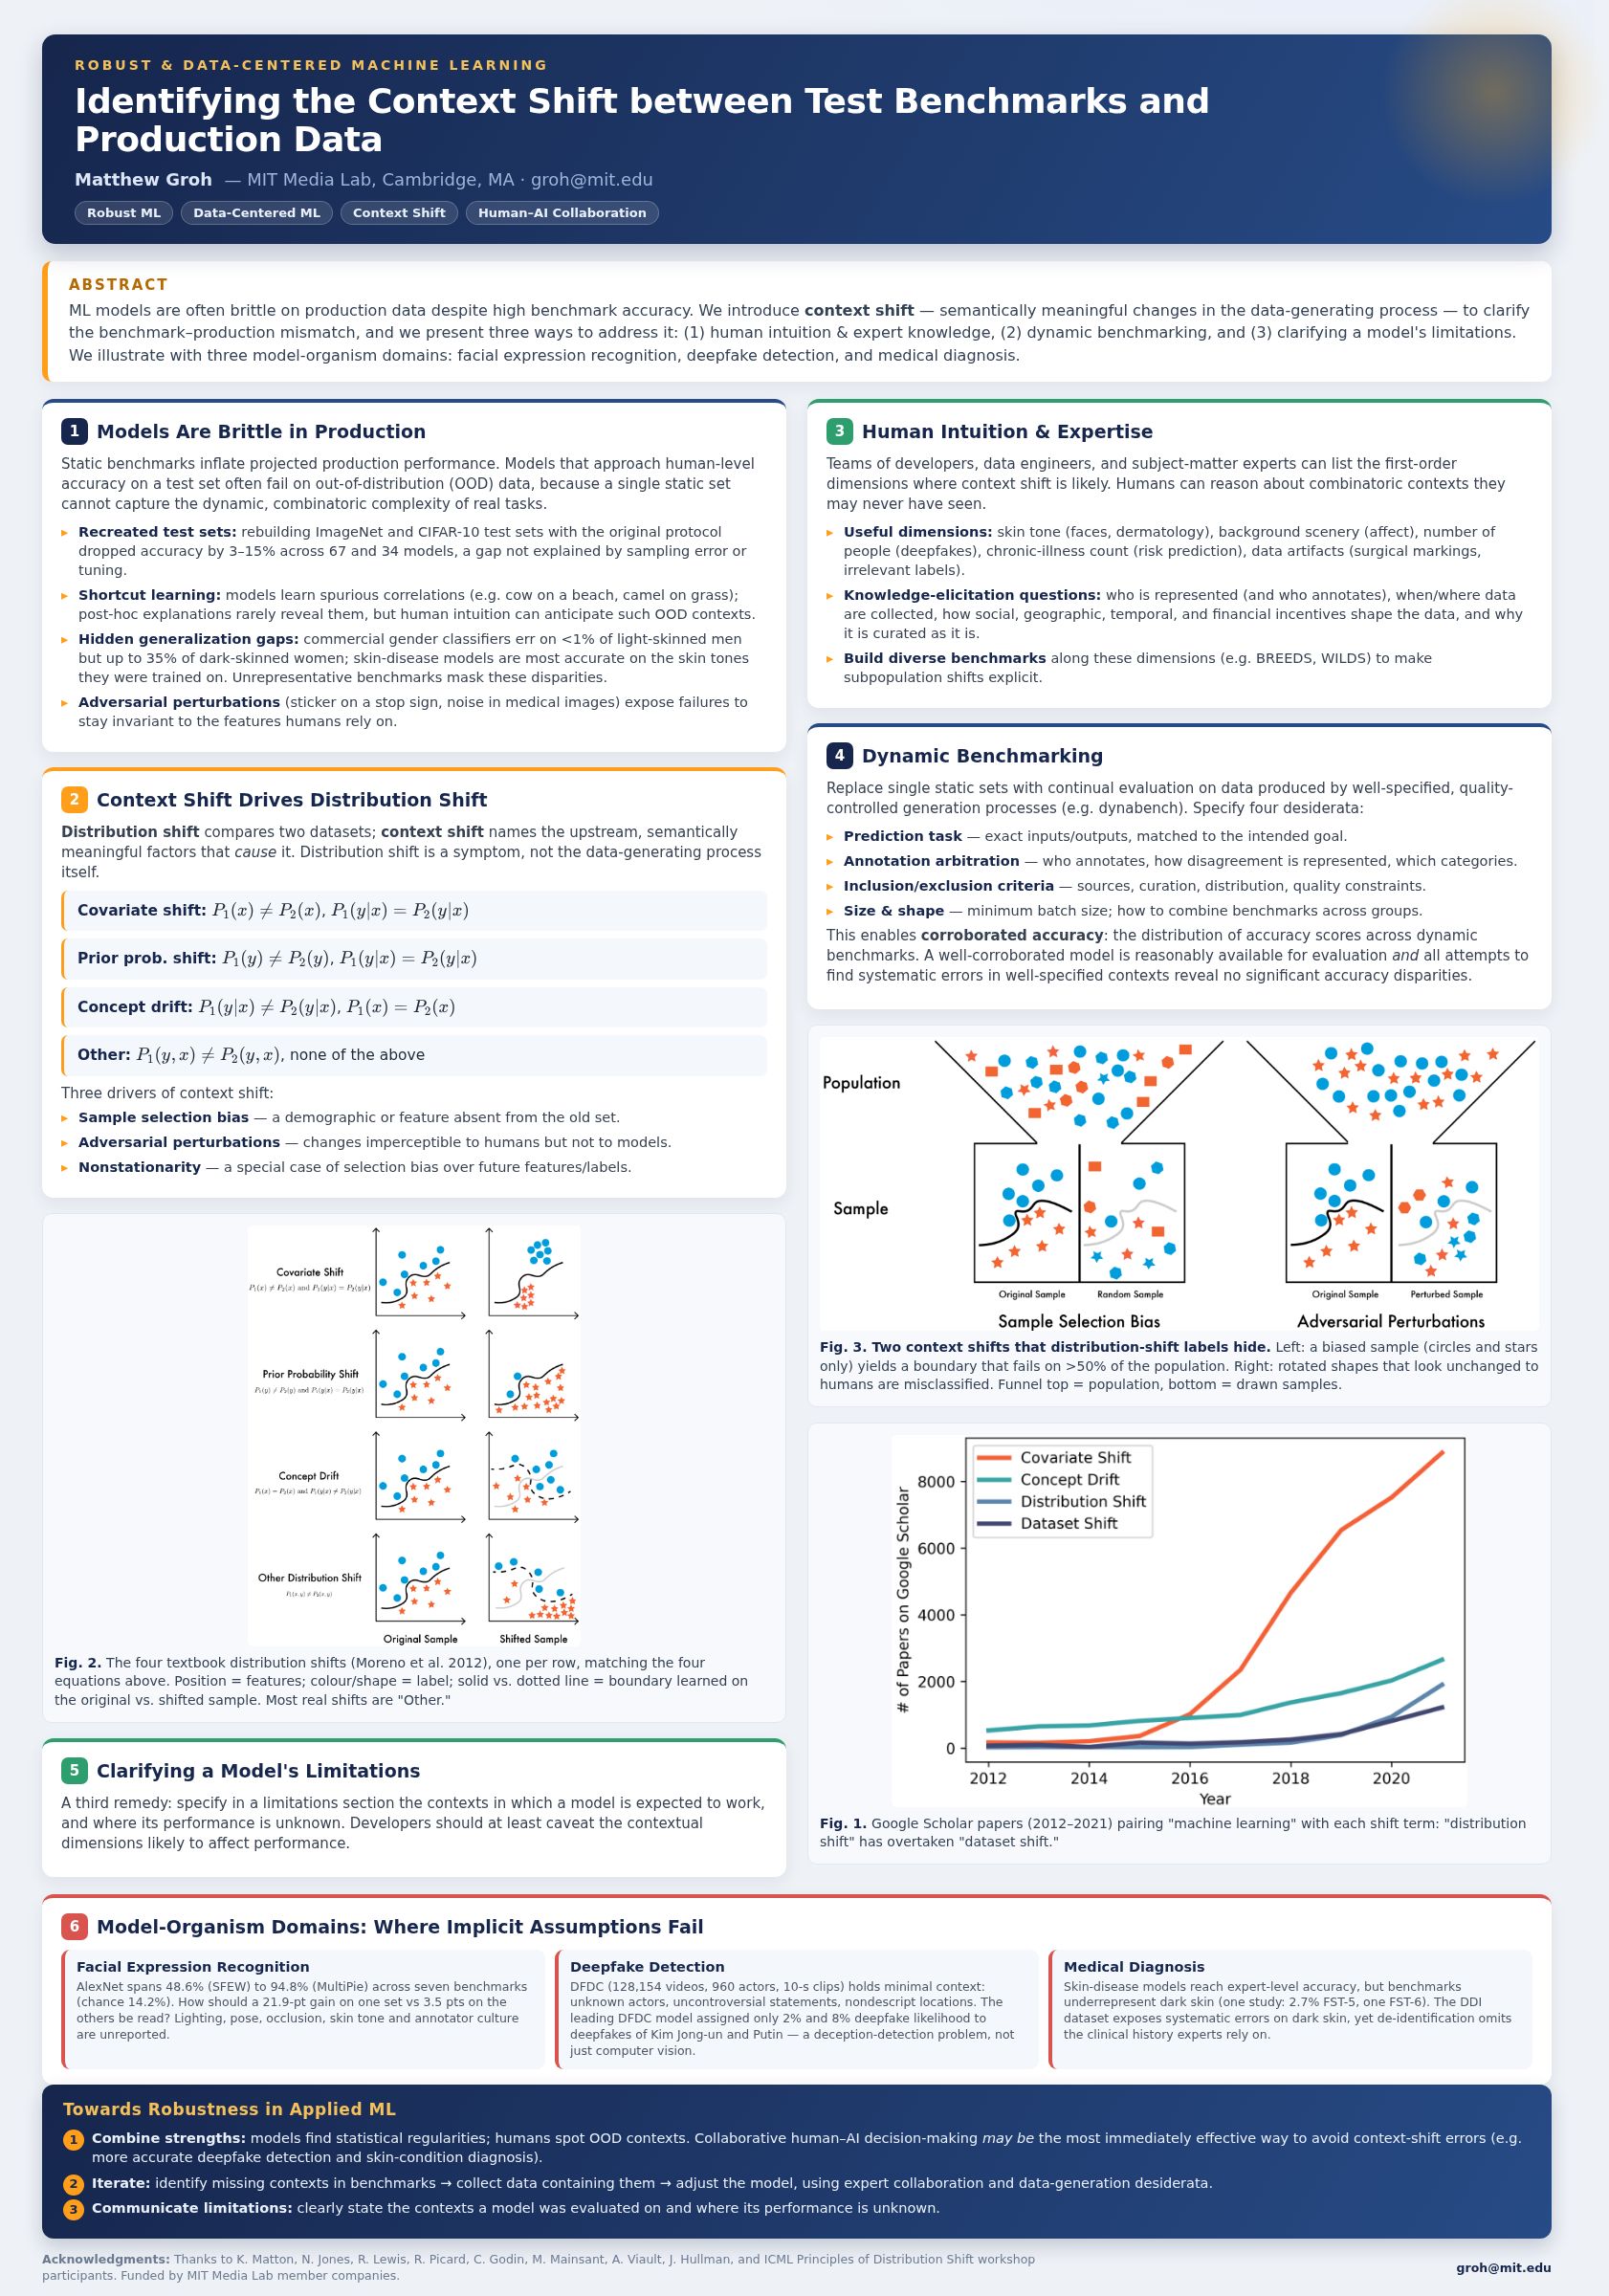 ROBUST & DATA-CENTERED MACHINE LEARNING
Identifying the Context Shift between Test Benchmarks and
Production Data
Matthew Groh — MIT Media Lab, Cambridge, MA · groh@mit.edu
Robust ML Data-Centered ML Context Shift Human–AI Collaboration
ABSTRACT
ML models are often brittle on production data despite high benchmark accuracy. We introduce context shift — semantically meaningful changes in the data-generating process — to clarify
the benchmark–production mismatch, and we present three ways to address it: (1) human intuition & expert knowledge, (2) dynamic benchmarking, and (3) clarifying a model's limitations.
We illustrate with three model-organism domains: facial expression recognition, deepfake detection, and medical diagnosis.
1 Models Are Brittle in Production
Static benchmarks inflate projected production performance. Models that approach human-level
accuracy on a test set often fail on out-of-distribution (OOD) data, because a single static set
cannot capture the dynamic, combinatoric complexity of real tasks.
▸ Recreated test sets: rebuilding ImageNet and CIFAR-10 test sets with the original protocol
dropped accuracy by 3–15% across 67 and 34 models, a gap not explained by sampling error or
tuning.
▸ Shortcut learning: models learn spurious correlations (e.g. cow on a beach, camel on grass);
post-hoc explanations rarely reveal them, but human intuition can anticipate such OOD contexts.
▸ Hidden generalization gaps: commercial gender classifiers err on <1% of light-skinned men
but up to 35% of dark-skinned women; skin-disease models are most accurate on the skin tones
they were trained on. Unrepresentative benchmarks mask these disparities.
▸ Adversarial perturbations (sticker on a stop sign, noise in medical images) expose failures to
stay invariant to the features humans rely on.
2 Context Shift Drives Distribution Shift
Distribution shift compares two datasets; context shift names the upstream, semantically
meaningful factors that cause it. Distribution shift is a symptom, not the data-generating process
itself.
Covariate shift: P₁(x) ≠ P₂(x), P₁(y|x) = P₂(y|x)
Prior prob. shift: P₁(y) ≠ P₂(y), P₁(y|x) = P₂(y|x)
Concept drift: P₁(y|x) ≠ P₂(y|x), P₁(x) = P₂(x)
Other: P₁(y, x) ≠ P₂(y, x), none of the above
Three drivers of context shift:
▸ Sample selection bias — a demographic or feature absent from the old set.
▸ Adversarial perturbations — changes imperceptible to humans but not to models.
▸ Nonstationarity — a special case of selection bias over future features/labels.
Covariate Shift
P₁(x) ≠ P₂(x) and P₁(y|x) = P₂(y|x)
Prior Probability Shift
P₁(y) ≠ P₂(y) and P₁(y|x) = P₂(y|x)
Concept Drift
P₁(x) = P₂(x) and P₁(y|x) ≠ P₂(y|x)
Other Distribution Shift
Original Sample Shifted Sample
Fig. 2. The four textbook distribution shifts (Moreno et al. 2012), one per row, matching the four
equations above. Position = features; colour/shape = label; solid vs. dotted line = boundary learned on
the original vs. shifted sample. Most real shifts are "Other."
5 Clarifying a Model's Limitations
A third remedy: specify in a limitations section the contexts in which a model is expected to work,
and where its performance is unknown. Developers should at least caveat the contextual
dimensions likely to affect performance.
3 Human Intuition & Expertise
Teams of developers, data engineers, and subject-matter experts can list the first-order
dimensions where context shift is likely. Humans can reason about combinatoric contexts they
may never have seen.
▸ Useful dimensions: skin tone (faces, dermatology), background scenery (affect), number of
people (deepfakes), chronic-illness count (risk prediction), data artifacts (surgical markings,
irrelevant labels).
▸ Knowledge-elicitation questions: who is represented (and who annotates), when/where data
are collected, how social, geographic, temporal, and financial incentives shape the data, and why
it is curated as it is.
▸ Build diverse benchmarks along these dimensions (e.g. BREEDS, WILDS) to make
subpopulation shifts explicit.
4 Dynamic Benchmarking
Replace single static sets with continual evaluation on data produced by well-specified, quality-
controlled generation processes (e.g. dynabench). Specify four desiderata:
▸ Prediction task — exact inputs/outputs, matched to the intended goal.
▸ Annotation arbitration — who annotates, how disagreement is represented, which categories.
▸ Inclusion/exclusion criteria — sources, curation, distribution, quality constraints.
▸ Size & shape — minimum batch size; how to combine benchmarks across groups.
This enables corroborated accuracy: the distribution of accuracy scores across dynamic
benchmarks. A well-corroborated model is reasonably available for evaluation and all attempts to
find systematic errors in well-specified contexts reveal no significant accuracy disparities.
Population
Sample
Original Sample Random Sample Original Sample Perturbed Sample
Sample Selection Bias Adversarial Perturbations
Fig. 3. Two context shifts that distribution-shift labels hide. Left: a biased sample (circles and stars
only) yields a boundary that fails on >50% of the population. Right: rotated shapes that look unchanged to
humans are misclassified. Funnel top = population, bottom = drawn samples.
Covariate Shift
Concept Drift
Distribution Shift
Dataset Shift
# of Papers on Google Scholar
8000
6000
4000
2000
0
2012 2014 2016 2018 2020
Year
Fig. 1. Google Scholar papers (2012–2021) pairing "machine learning" with each shift term: "distribution
shift" has overtaken "dataset shift."
6 Model-Organism Domains: Where Implicit Assumptions Fail
Facial Expression Recognition
AlexNet spans 48.6% (SFEW) to 94.8% (MultiPie) across seven benchmarks
(chance 14.2%). How should a 21.9-pt gain on one set vs 3.5 pts on the
others be read? Lighting, pose, occlusion, skin tone and annotator culture
are unreported.
Deepfake Detection
DFDC (128,154 videos, 960 actors, 10-s clips) holds minimal context:
unknown actors, uncontroversial statements, nondescript locations. The
leading DFDC model assigned only 2% and 8% deepfake likelihood to
deepfakes of Kim Jong-un and Putin — a deception-detection problem, not
just computer vision.
Medical Diagnosis
Skin-disease models reach expert-level accuracy, but benchmarks
underrepresent dark skin (one study: 2.7% FST-5, one FST-6). The DDI
dataset exposes systematic errors on dark skin, yet de-identification omits
the clinical history experts rely on.
Towards Robustness in Applied ML
1 Combine strengths: models find statistical regularities; humans spot OOD contexts. Collaborative human–AI decision-making may be the most immediately effective way to avoid context-shift errors (e.g.
more accurate deepfake detection and skin-condition diagnosis).
2 Iterate: identify missing contexts in benchmarks → collect data containing them → adjust the model, using expert collaboration and data-generation desiderata.
3 Communicate limitations: clearly state the contexts a model was evaluated on and where its performance is unknown.
Acknowledgments: Thanks to K. Matton, N. Jones, R. Lewis, R. Picard, C. Godin, M. Mainsant, A. Viault, J. Hullman, and ICML Principles of Distribution Shift workshop
participants. Funded by MIT Media Lab member companies.
groh@mit.edu